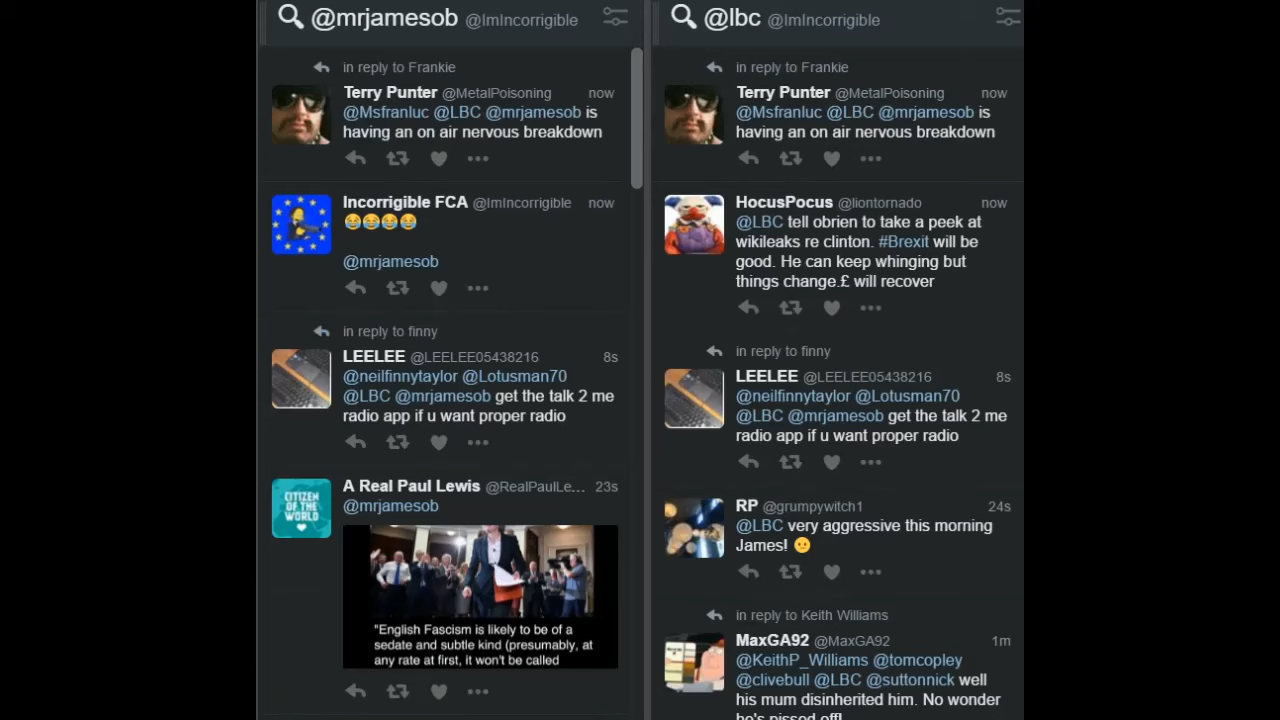 @mrjamesob @ImIncorrigible
in reply to Frankie
Terry Punter @MetalPoisoning now
@Msfranluc @LBC @mrjamesob is
having an on air nervous breakdown
Incorrigible FCA @ImIncorrigible now
😂😂😂😂
@mrjamesob
in reply to finny
LEELEE @LEELEE05438216 8s
@neilfinnytaylor @Lotusman70
@LBC @mrjamesob get the talk 2 me
radio app if u want proper radio
A Real Paul Lewis @RealPaulLe... 23s
@mrjamesob
CITIZEN
OF THE
WORLD
"English Fascism is likely to be of a
sedate and subtle kind (presumably, at
any rate at first, it won't be called
@lbc @ImIncorrigible
in reply to Frankie
Terry Punter @MetalPoisoning now
@Msfranluc @LBC @mrjamesob is
having an on air nervous breakdown
HocusPocus @liontornado now
@LBC tell obrien to take a peek at
wikileaks re clinton. #Brexit will be
good. He can keep whinging but
things change.£ will recover
in reply to finny
LEELEE @LEELEE05438216 8s
@neilfinnytaylor @Lotusman70
@LBC @mrjamesob get the talk 2 me
radio app if u want proper radio
RP @grumpywitch1 24s
@LBC very aggressive this morning
James! 😕
in reply to Keith Williams
MaxGA92 @MaxGA92 1m
@KeithP_Williams @tomcopley
@clivebull @LBC @suttonnick well
his mum disinherited him. No wonder
he's pissed off!